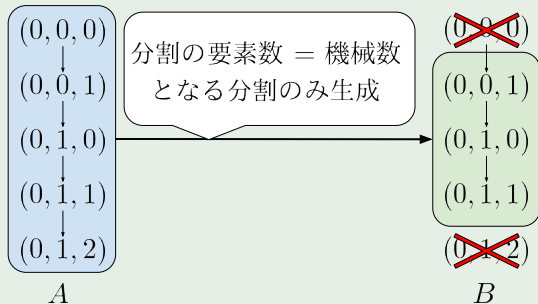 (0, 0, 0)
(0, 0, 1)
(0, 1, 0)
(0, 1, 1)
(0, 1, 2)
A
分割の要素数 = 機械数
となる分割のみ生成
(0, 0, 0)
(0, 0, 1)
(0, 1, 0)
(0, 1, 1)
(0, 1, 2)
B